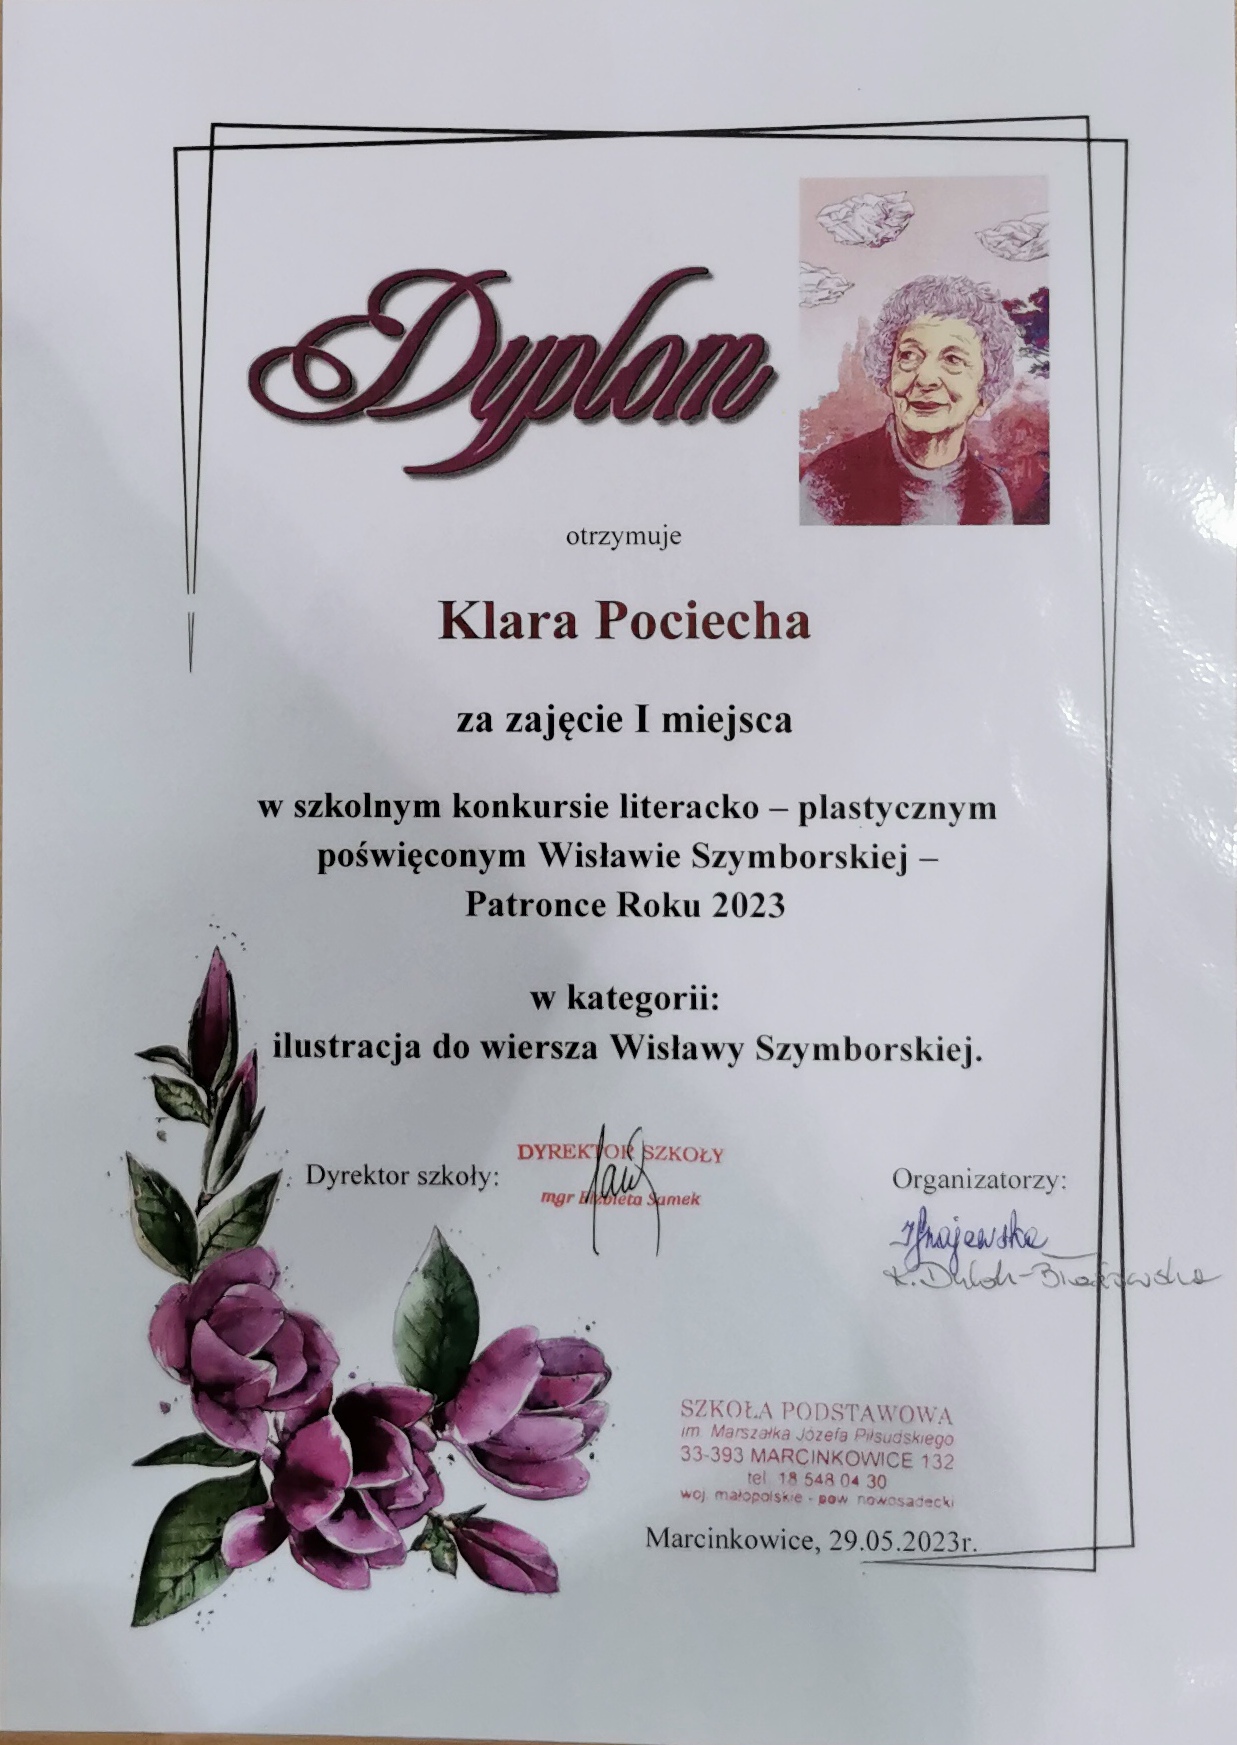 Dyplom
otrzymuje
Klara Pociecha
za zajęcie I miejsca
w szkolnym konkursie literacko – plastycznym
poświęconym Wisławie Szymborskiej –
Patronce Roku 2023
w kategorii:
ilustracja do wiersza Wisławy Szymborskiej.
Dyrektor szkoły:
DYREKTOR SZKOŁY
mgr Elżbieta Samek
Organizatorzy:
SZKOŁA PODSTAWOWA
im. Marszałka Józefa Piłsudskiego
33-393 MARCINKOWICE 132
tel. 18 548 04 30
woj. małopolskie - pow nowosądecki
Marcinkowice, 29.05.2023r.